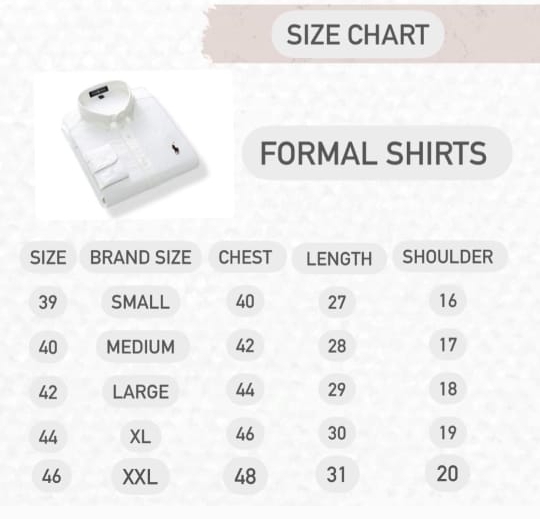 SIZE CHART
FORMAL SHIRTS
SIZE BRAND SIZE CHEST LENGTH SHOULDER
39 SMALL 40 27 16
40 MEDIUM 42 28 17
42 LARGE 44 29 18
44 XL 46 30 19
46 XXL 48 31 20